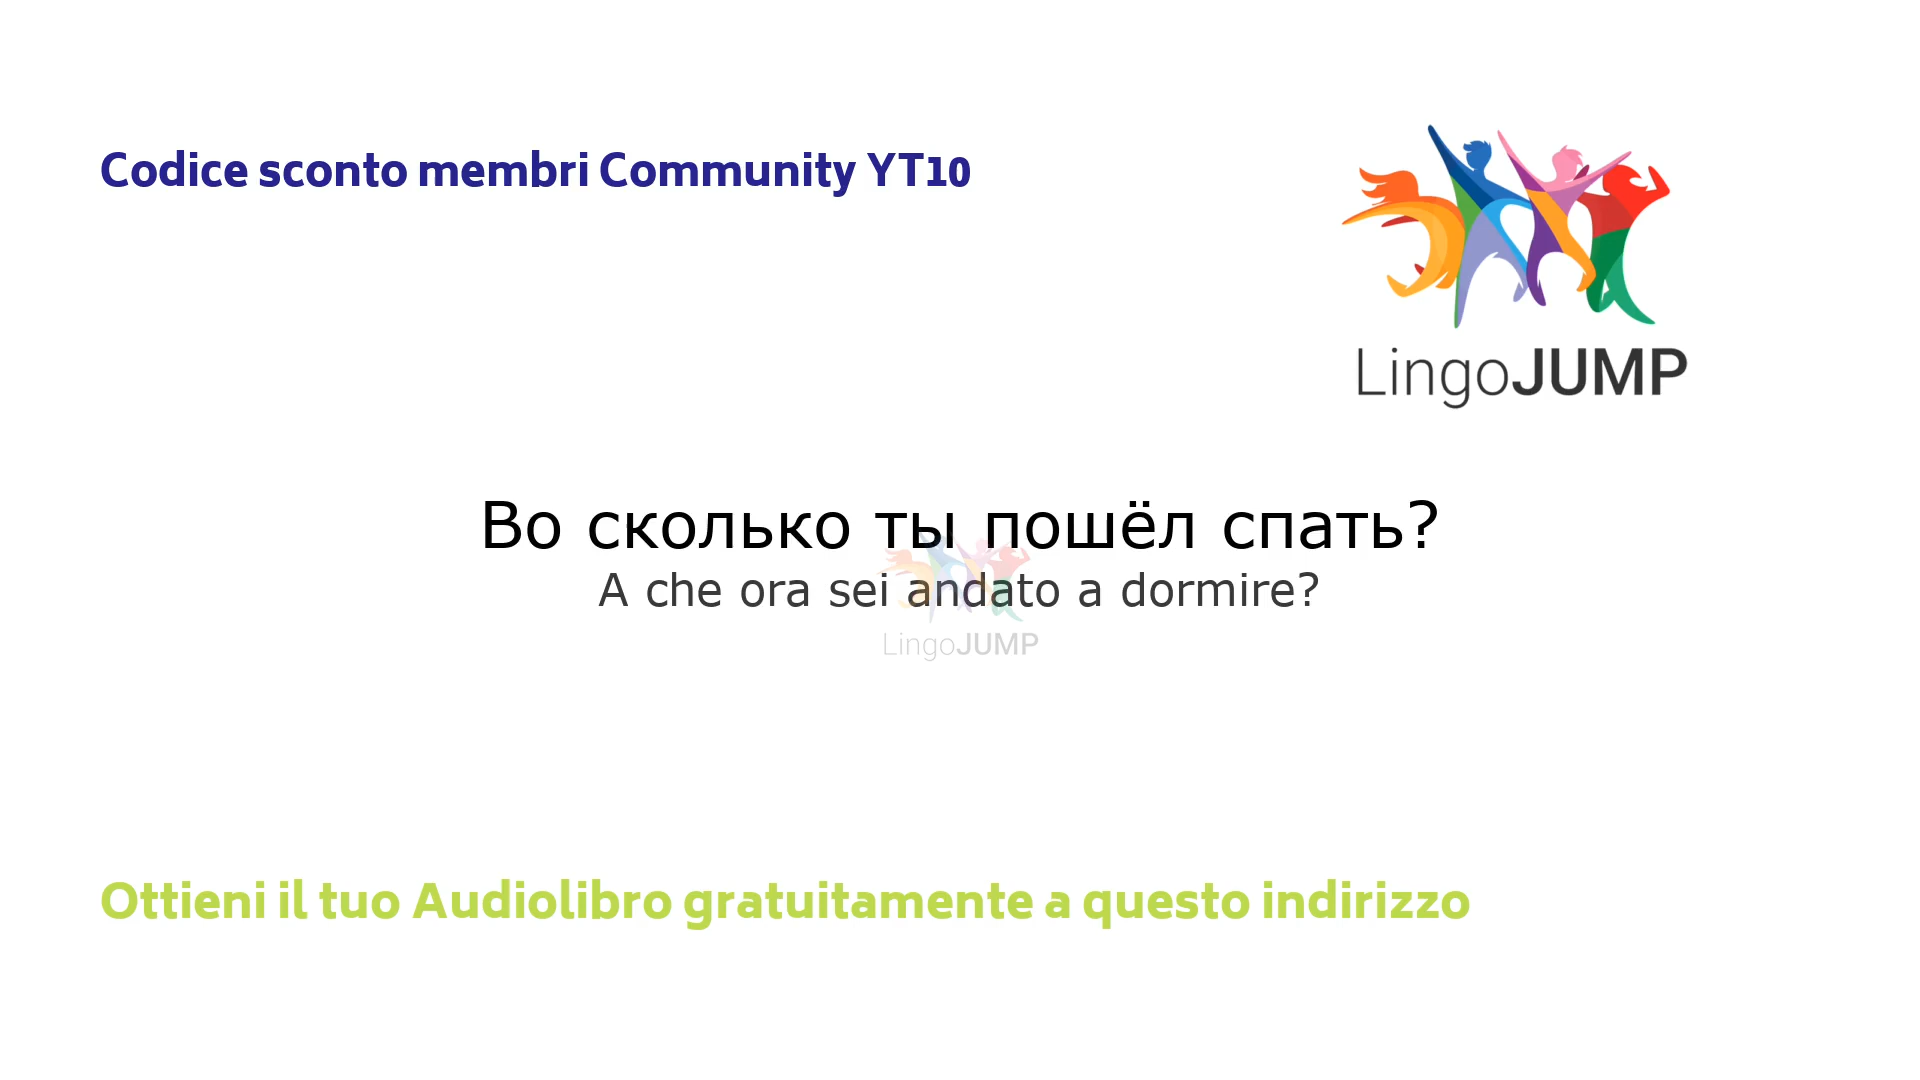 Codice sconto membri Community YT10
LingoJUMP
Во сколько ты пошёл спать?
A che ora sei andato a dormire?
LingoJUMP
Ottieni il tuo Audiolibro gratuitamente a questo indirizzo